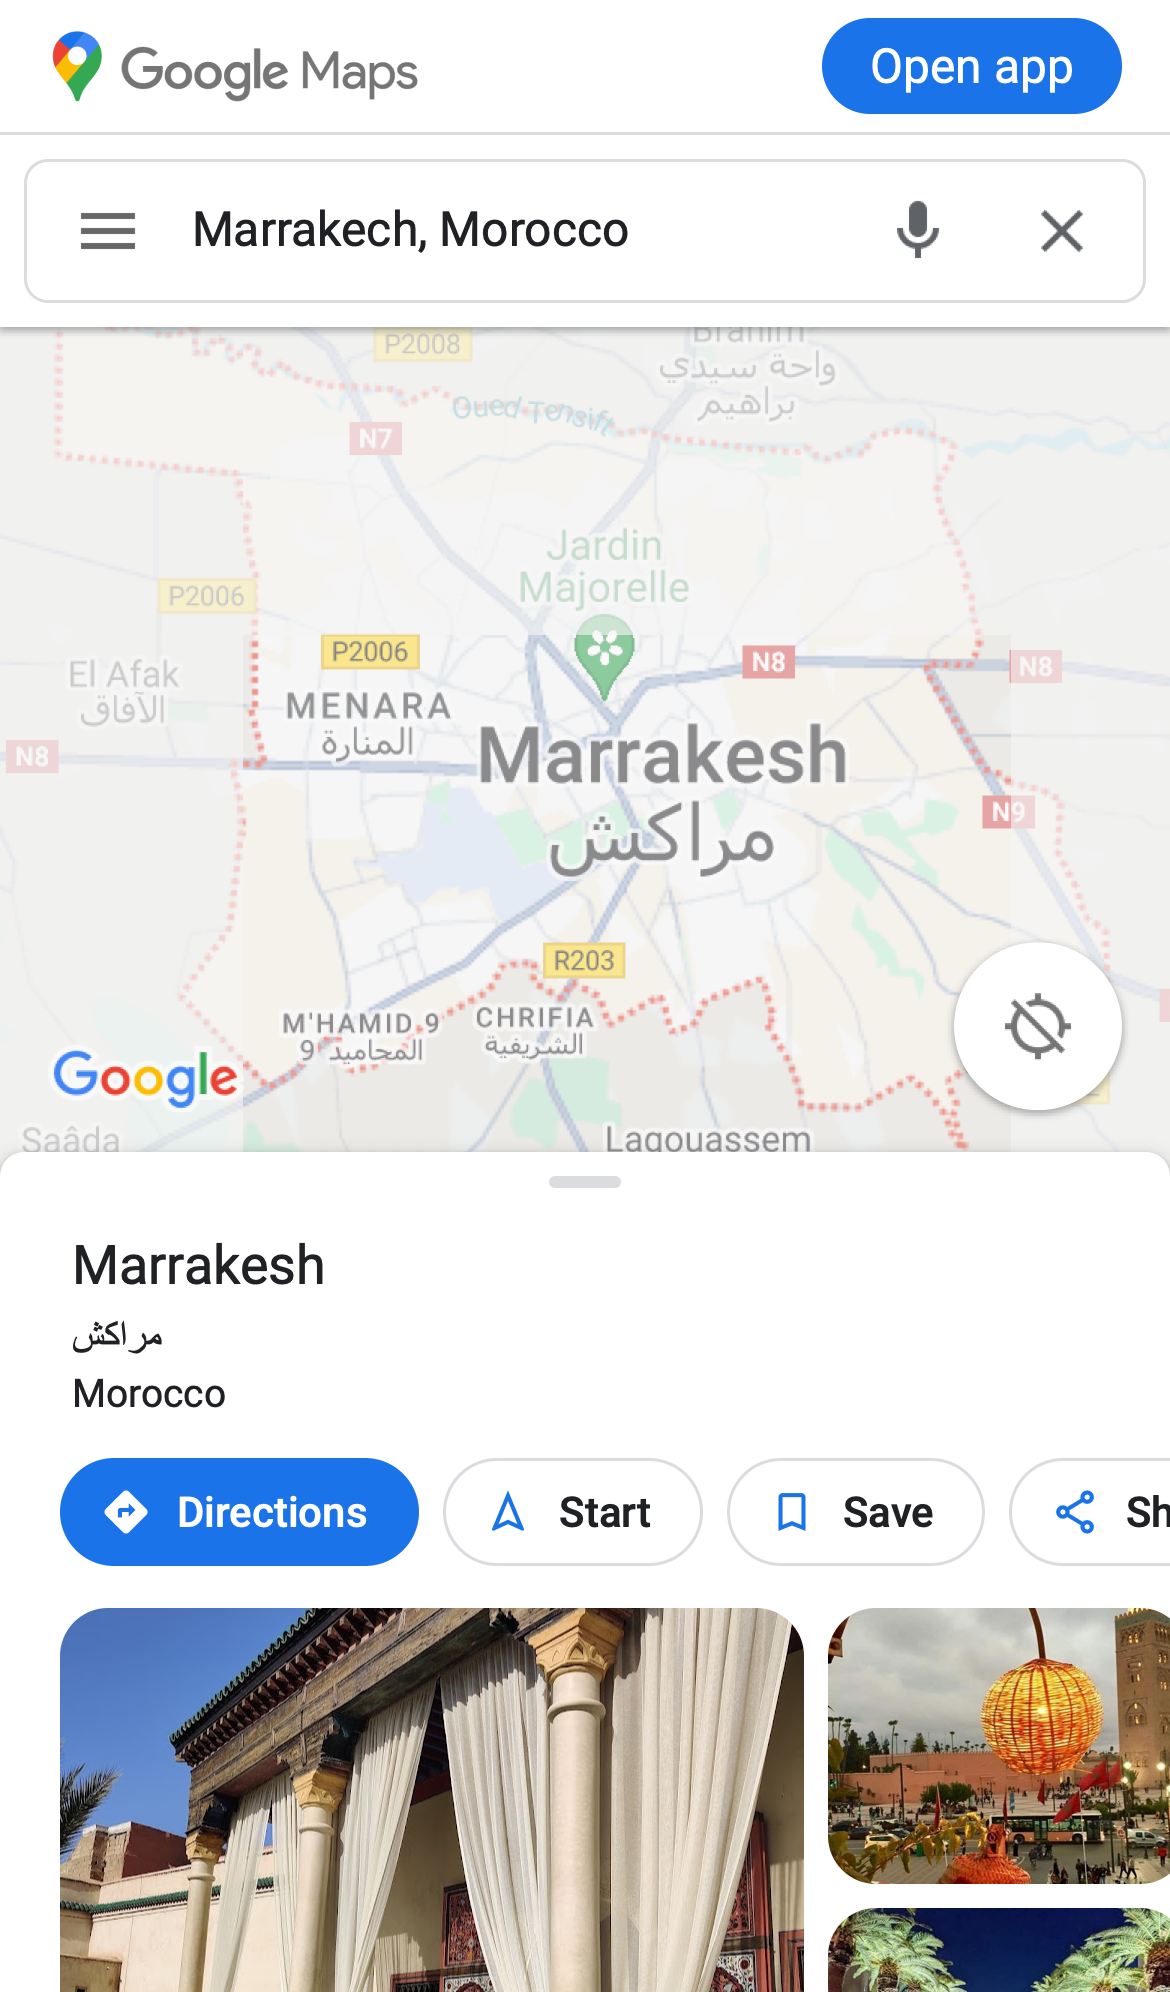 Google Maps
Open app
Marrakech, Morocco
P2008
Brahim
واحة سيدي
براهيم
Oued Tensift
N7
Jardin
Majorelle
P2006
P2006
N8
N8
El Afak
الآفاق
MENARA
المنارة
N8
Marrakesh
مراكش
N9
R203
M'HAMID 9
المحاميد 9
CHRIFIA
الشريفية
Google
Saâda
Lagouassem
Marrakesh
مراكش
Morocco
Directions
Start
Save
Sh